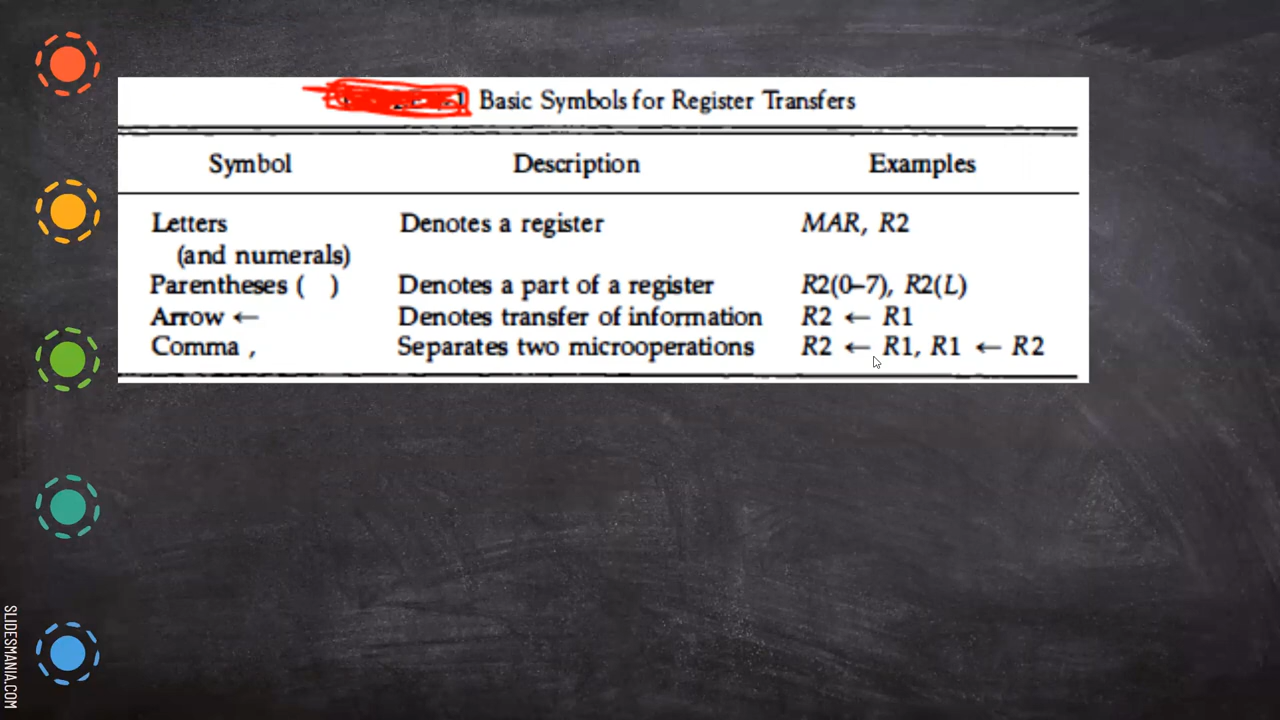 Basic Symbols for Register Transfers
Symbol Description Examples
Letters Denotes a register MAR, R2
(and numerals)
Parentheses ( ) Denotes a part of a register R2(0–7), R2(L)
Arrow ← Denotes transfer of information R2 ← R1
Comma , Separates two microoperations R2 ← R1, R1 ← R2
SLIDESMANIA.COM